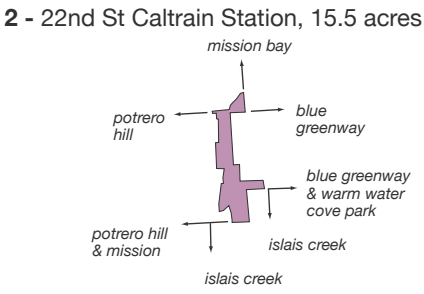 2 - 22nd St Caltrain Station, 15.5 acres
mission bay
potrero
hill
blue
greenway
blue greenway
& warm water
cove park
potrero hill
& mission
islais creek
islais creek